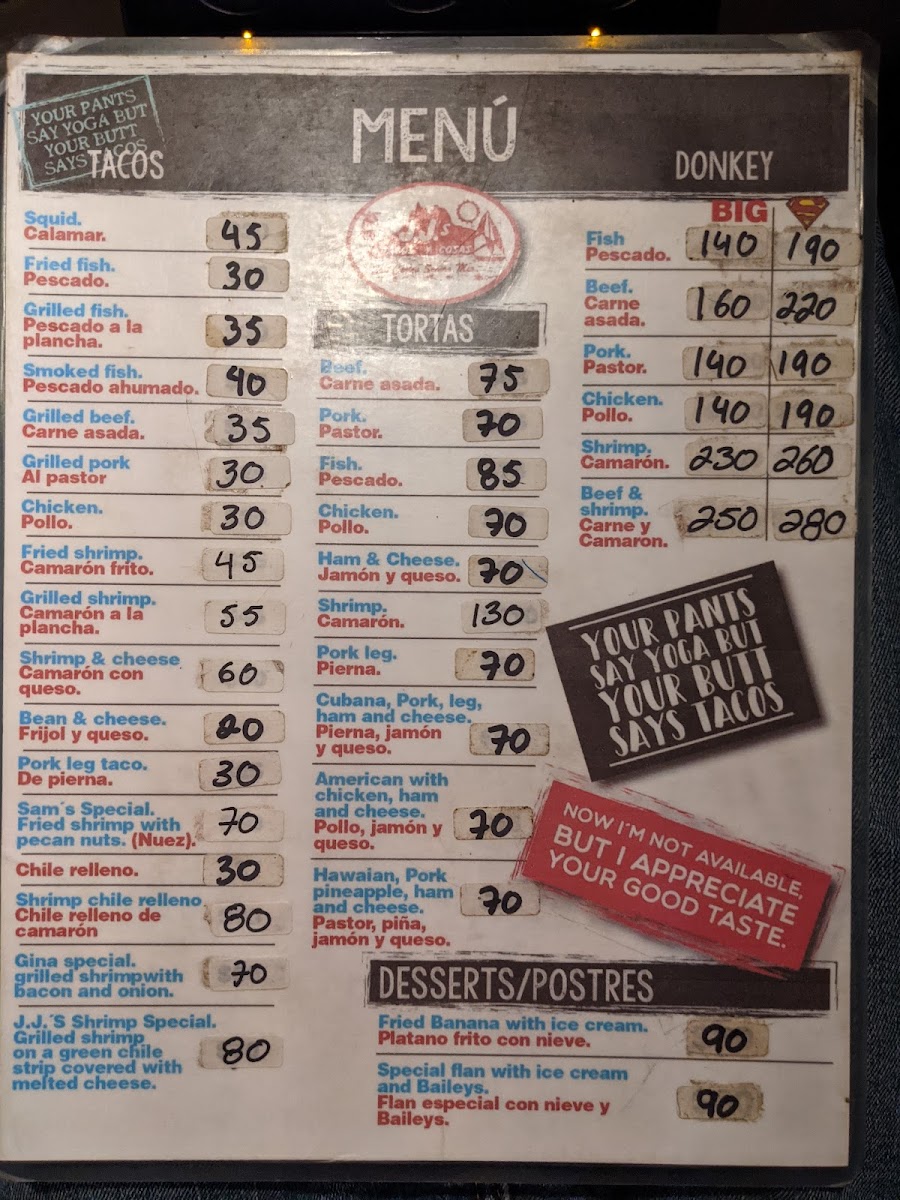 YOUR PANTS
SAY YOGA BUT
YOUR BUTT
SAYS TACOS
MENÚ
TACOS
Squid.
Calamar.
45
Fried fish.
Pescado.
30
Grilled fish.
Pescado a la
plancha.
35
Smoked fish.
Pescado ahumado.
40
Grilled beef.
Carne asada.
35
Grilled pork
Al pastor
30
Chicken.
Pollo.
30
Fried shrimp.
Camarón frito.
45
Grilled shrimp.
Camarón a la
plancha.
55
Shrimp & cheese
Camarón con
queso.
60
Bean & cheese.
Frijol y queso.
20
Pork leg taco.
De pierna.
30
Sam´s Special.
Fried shrimp with
pecan nuts. (Nuez).
70
Chile relleno.
30
Shrimp chile relleno
Chile relleno de
camarón
80
Gina special.
grilled shrimpwith
bacon and onion.
70
J.J.´S Shrimp Special.
Grilled shrimp
on a green chile
strip covered with
melted cheese.
80
TORTAS
Beef.
Carne asada.
75
Pork.
Pastor.
70
Fish.
Pescado.
85
Chicken.
Pollo.
70
Ham & Cheese.
Jamón y queso.
70
Shrimp.
Camarón.
130
Pork leg.
Pierna.
70
Cubana, Pork, leg,
ham and cheese.
Pierna, jamón
y queso.
70
American with
chicken, ham
and cheese.
Pollo, jamón y
queso.
70
Hawaian, Pork
pineapple, ham
and cheese.
Pastor, piña,
jamón y queso.
70
DONKEY
BIG S
Fish
Pescado.
140 190
Beef.
Carne
asada.
160 220
Pork.
Pastor.
140 190
Chicken.
Pollo.
140 190
Shrimp.
Camarón.
230 260
Beef &
shrimp.
Carne y
Camaron.
250 280
YOUR PANTS
SAY YOGA BUT
YOUR BUTT
SAYS TACOS
NOW I´M NOT AVAILABLE,
BUT I APPRECIATE
YOUR GOOD TASTE.
DESSERTS/POSTRES
Fried Banana with ice cream.
Platano frito con nieve.
90
Special flan with ice cream
and Baileys.
Flan especial con nieve y
Baileys.
90